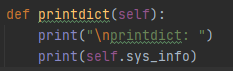 def printdict(self):
    print("\nprintdict: ")
    print(self.sys_info)